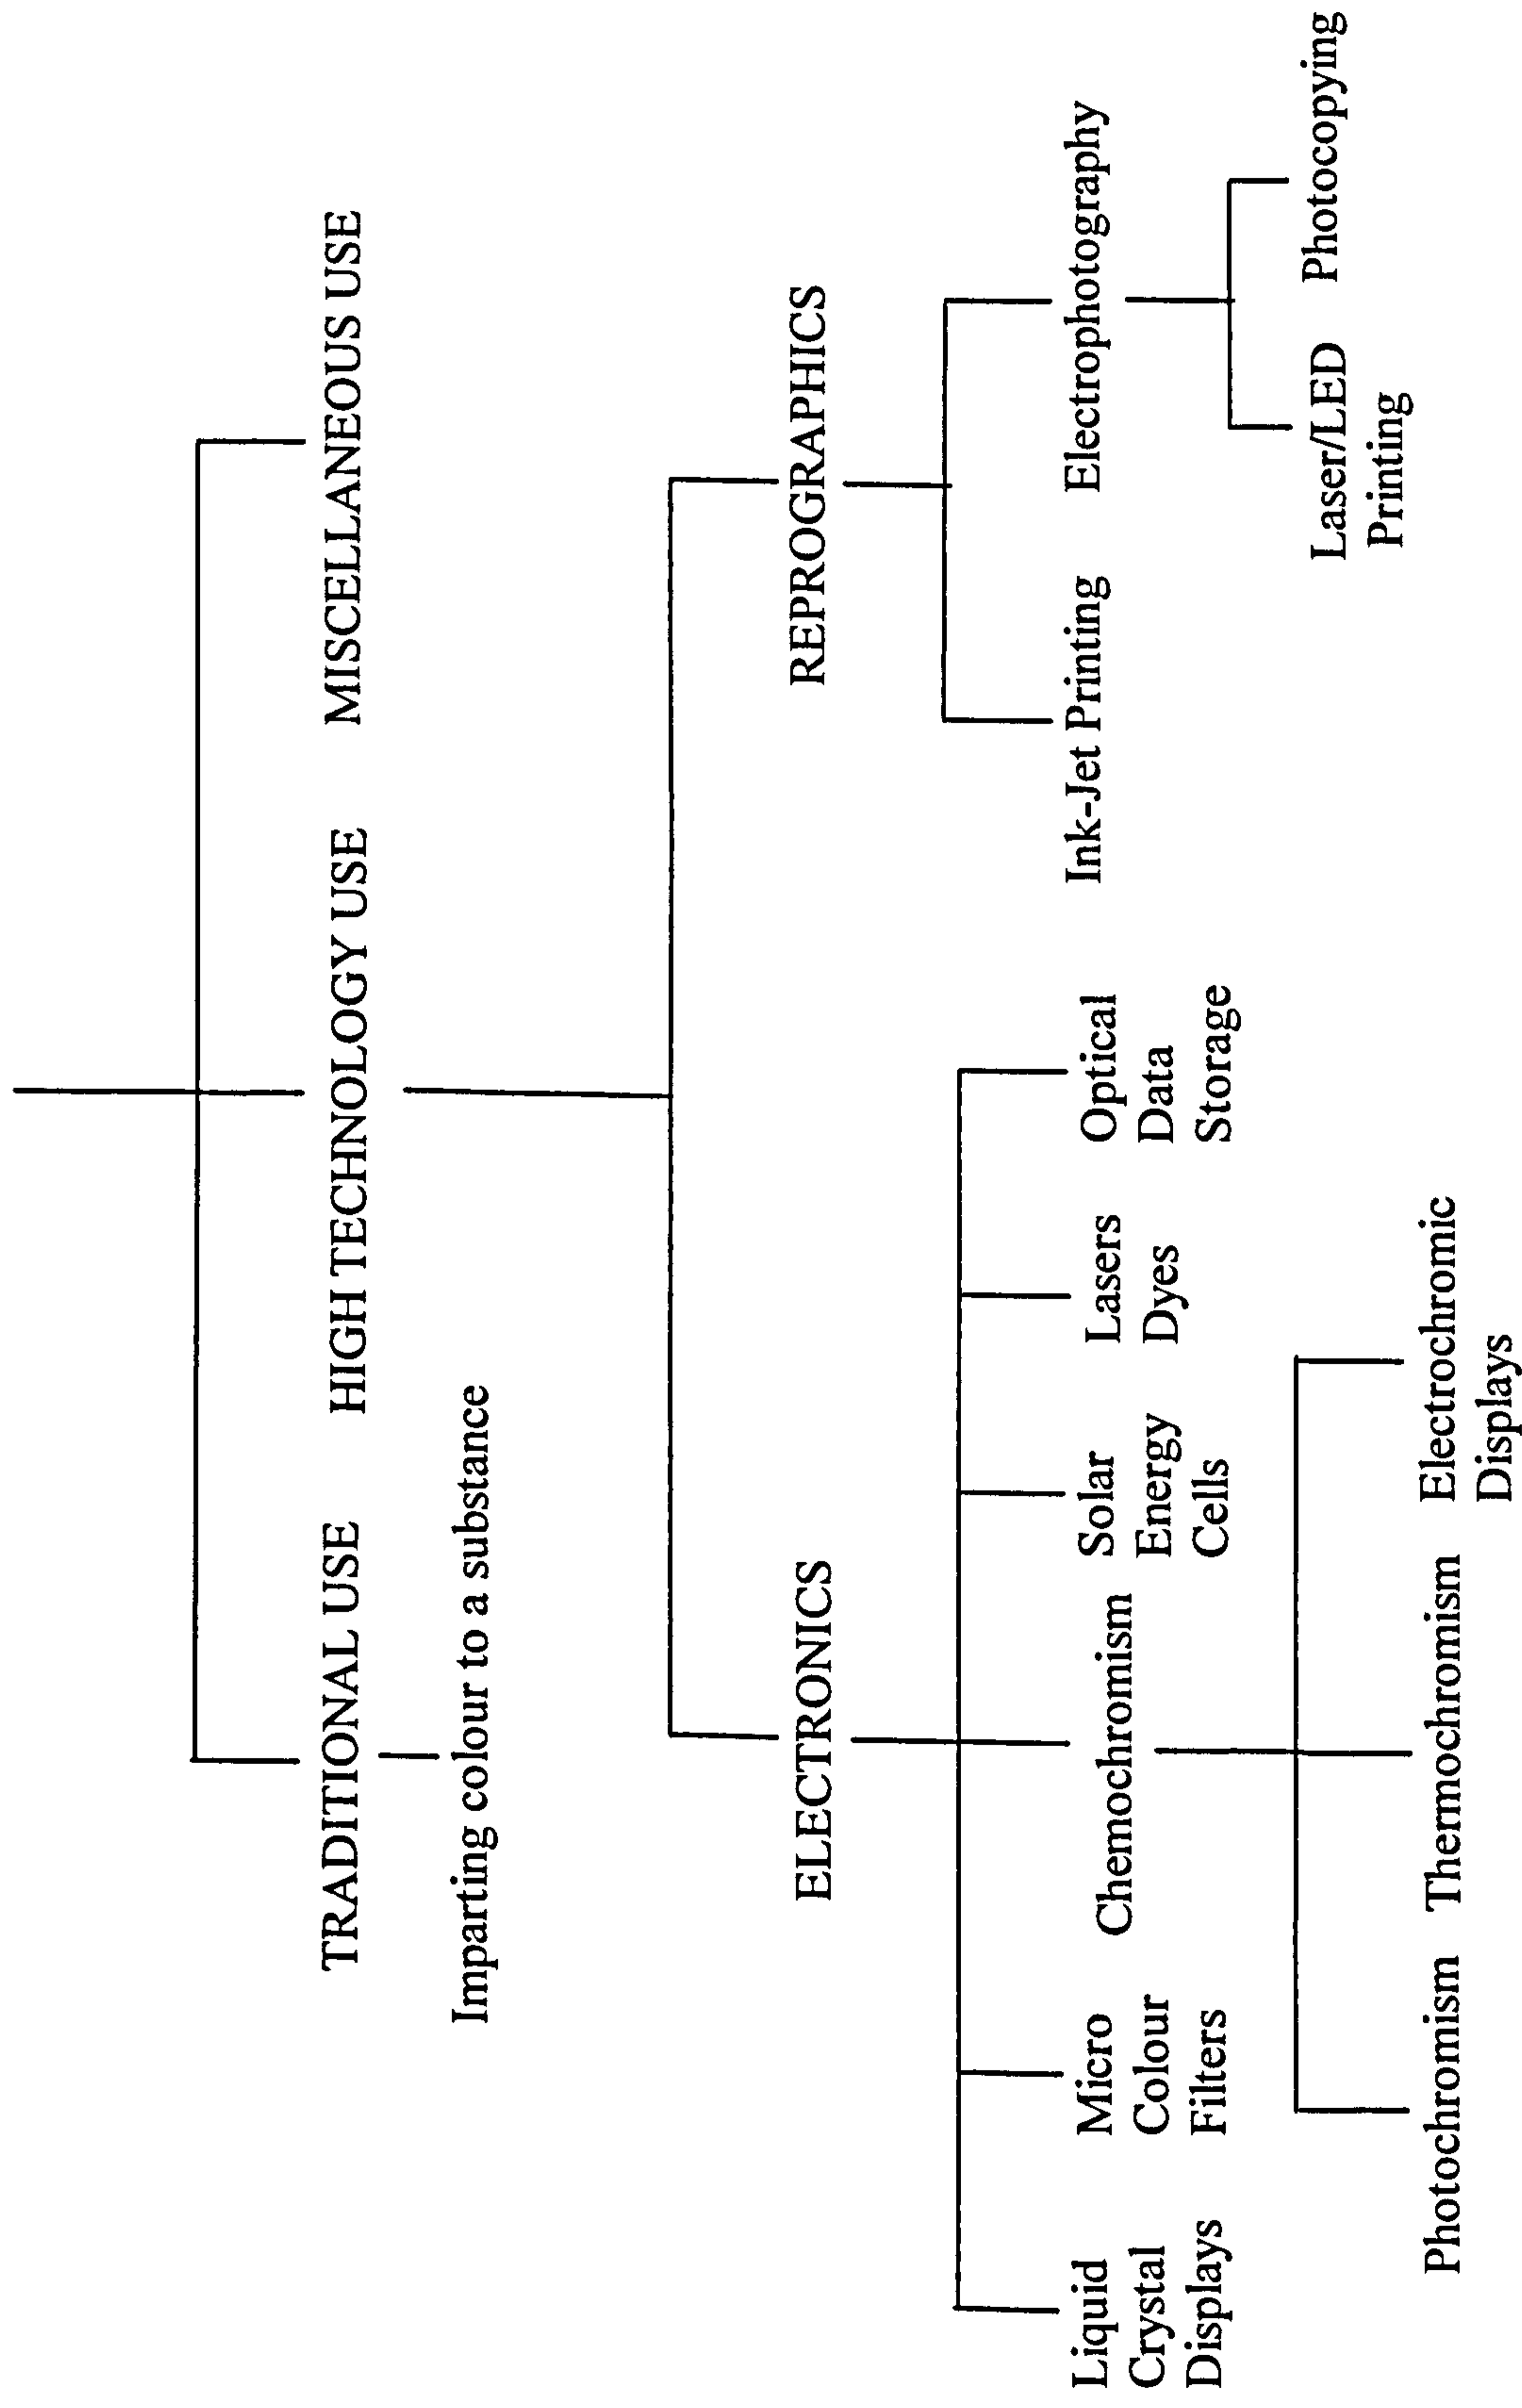 TRADITIONAL USE
HIGH TECHNOLOGY USE
MISCELLANEOUS USE
Imparting colour to a substance
ELECTRONICS
REPROGRAPHICS
Liquid
Crystal
Displays
Micro
Colour
Filters
Chemochromism
Solar
Energy
Cells
Lasers
Dyes
Optical
Data
Storage
Ink-Jet Printing
Electrophotography
Photochromism
Thermochromism
Electrochromic
Displays
Laser/LED
Printing
Photocopying